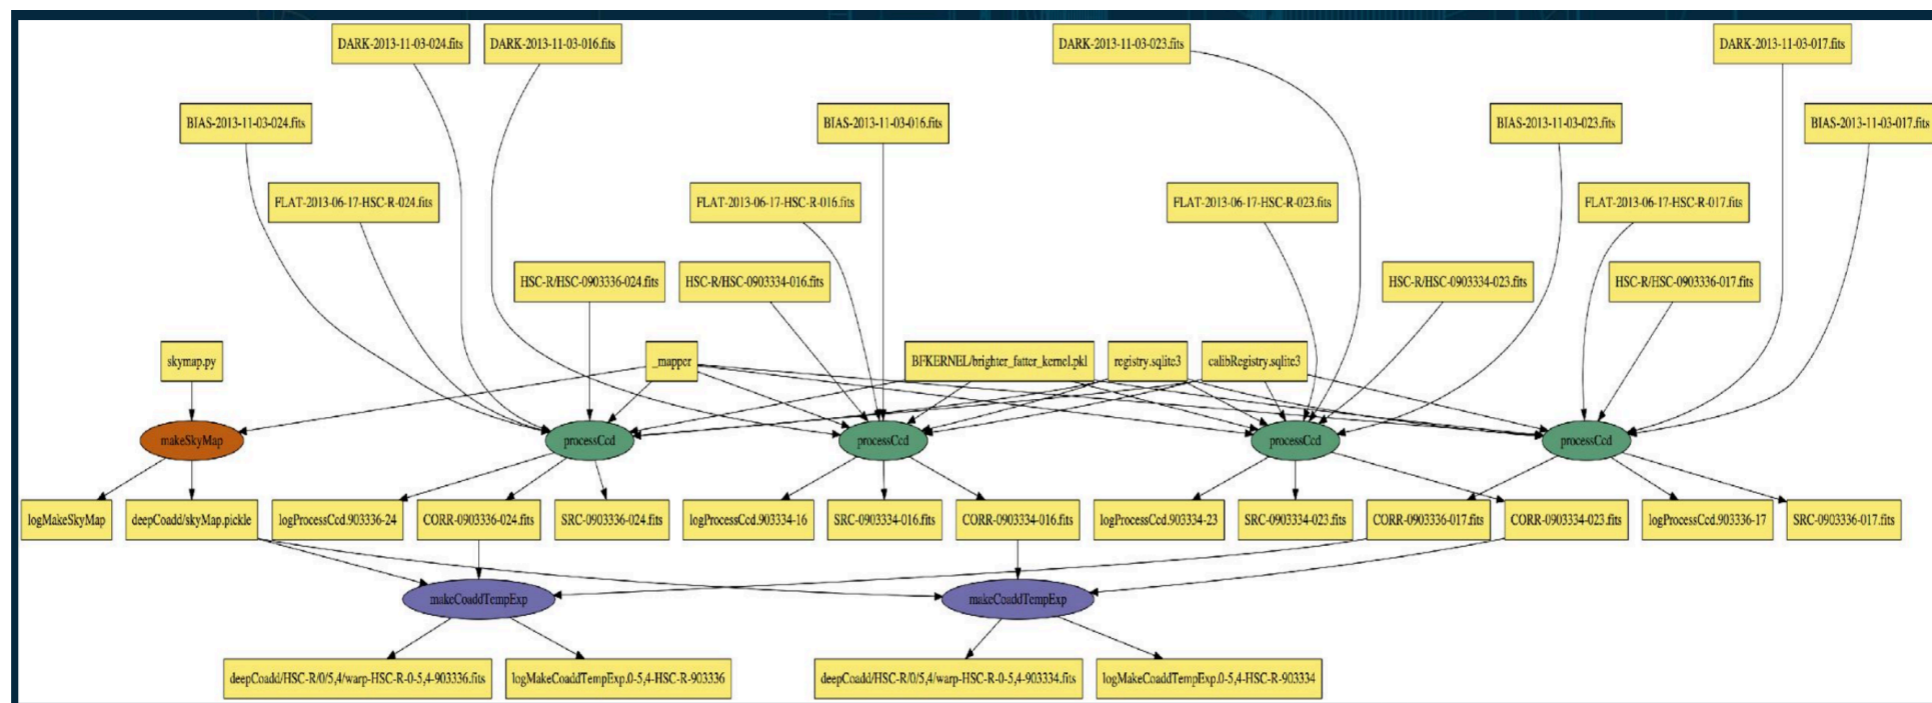 DARK-2013-11-03-024.fits
DARK-2013-11-03-016.fits
DARK-2013-11-03-023.fits
DARK-2013-11-03-017.fits
BIAS-2013-11-03-024.fits
BIAS-2013-11-03-016.fits
BIAS-2013-11-03-023.fits
BIAS-2013-11-03-017.fits
FLAT-2013-06-17-HSC-R-024.fits
FLAT-2013-06-17-HSC-R-016.fits
FLAT-2013-06-17-HSC-R-023.fits
FLAT-2013-06-17-HSC-R-017.fits
HSC-R/HSC-0903336-024.fits
HSC-R/HSC-0903334-016.fits
HSC-R/HSC-0903334-023.fits
HSC-R/HSC-0903336-017.fits
skymap.py
_mapper
BFKERNEL/brighter_fatter_kernel.pkl
registry.sqlite3
calibRegistry.sqlite3
makeSkyMap
processCcd
processCcd
processCcd
processCcd
logMakeSkyMap
deepCoadd/skyMap.pickle
logProcessCcd.903336-24
CORR-0903336-024.fits
SRC-0903336-024.fits
logProcessCcd.903334-16
SRC-0903334-016.fits
CORR-0903334-016.fits
logProcessCcd.903334-23
SRC-0903334-023.fits
CORR-0903336-017.fits
CORR-0903334-023.fits
logProcessCcd.903336-17
SRC-0903336-017.fits
makeCoaddTempExp
makeCoaddTempExp
deepCoadd/HSC-R/0/5,4/warp-HSC-R-0-5,4-903336.fits
logMakeCoaddTempExp.0-5,4-HSC-R-903336
deepCoadd/HSC-R/0/5,4/warp-HSC-R-0-5,4-903334.fits
logMakeCoaddTempExp.0-5,4-HSC-R-903334